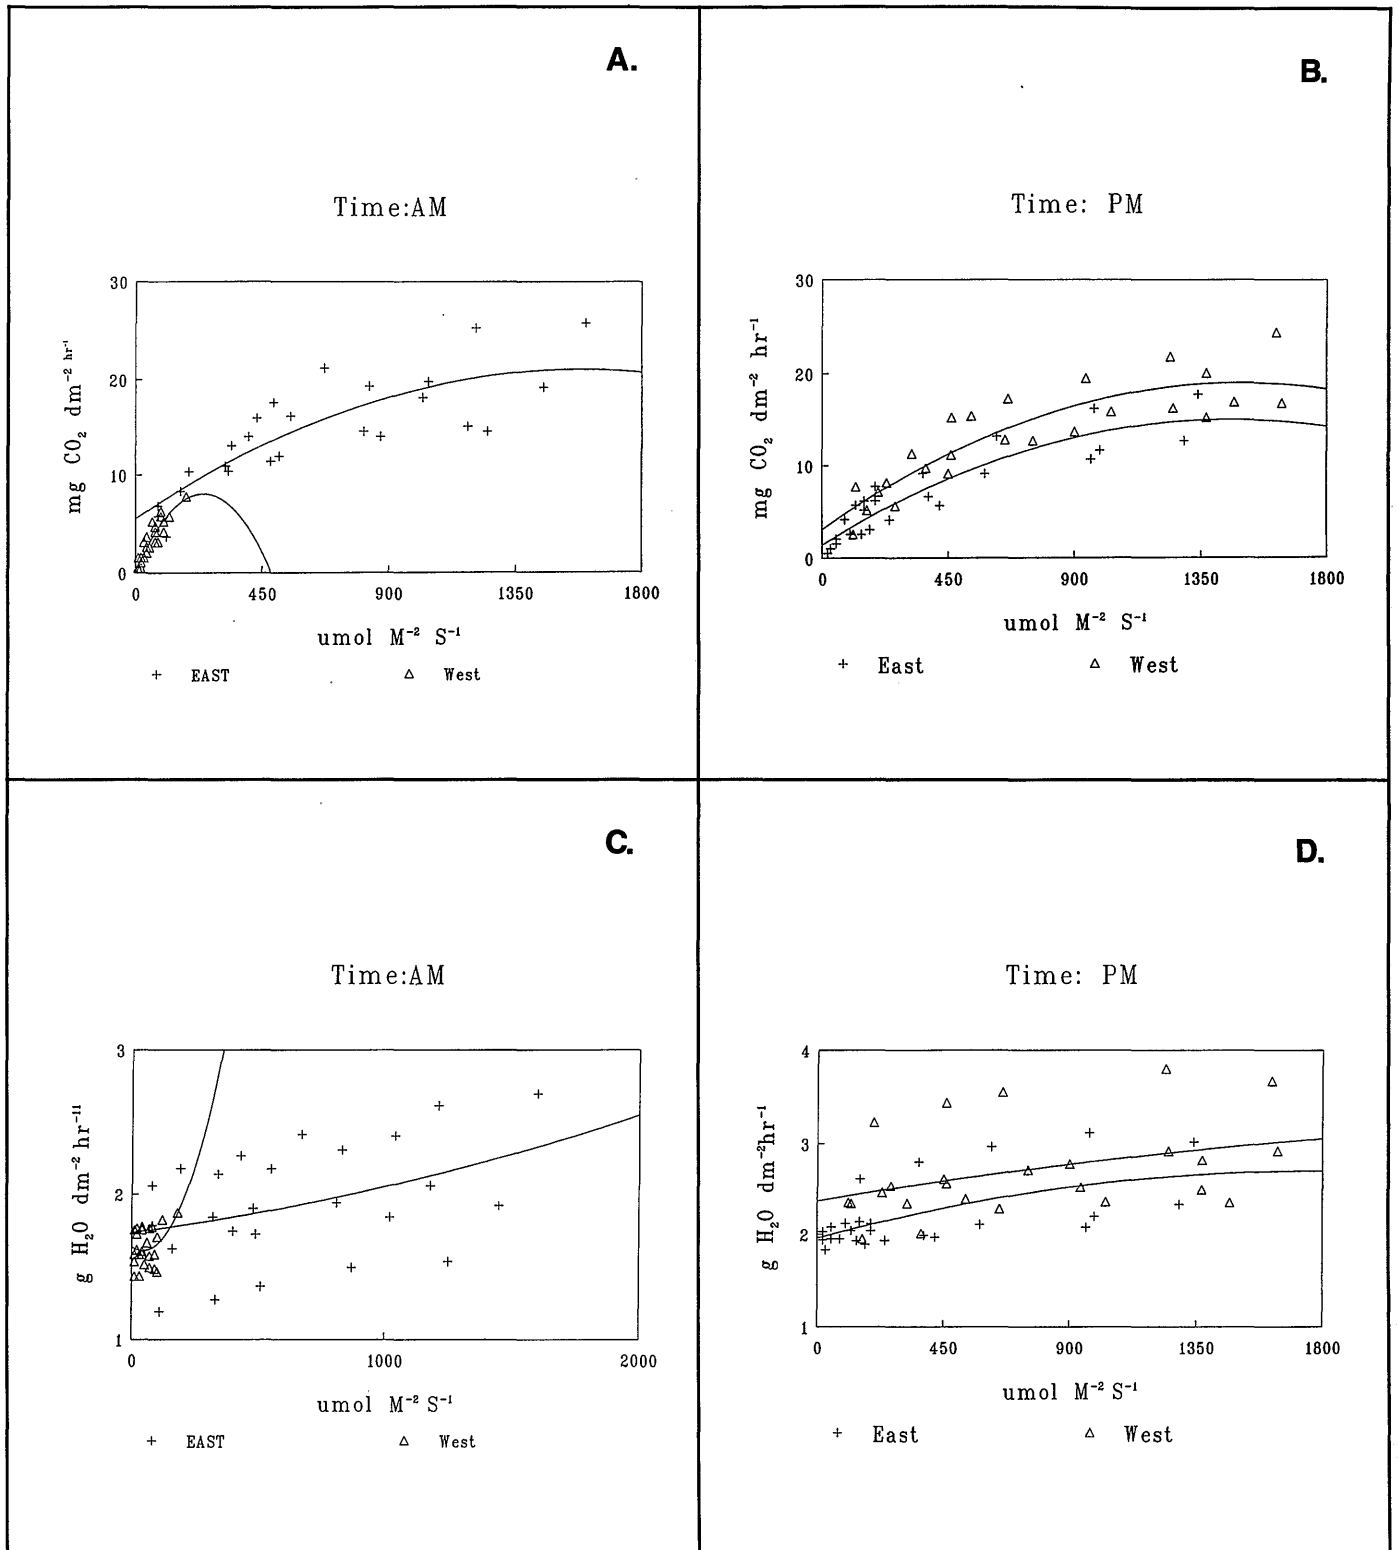 A.
Time:AM
30
20
10
0
mg CO₂ dm⁻² ʰʳ⁻¹
0 450 900 1350 1800
umol M⁻² S⁻¹
+ EAST △ West
B.
Time: PM
30
20
10
0
mg CO₂ dm⁻² hr⁻¹
0 450 900 1350 1800
umol M⁻² S⁻¹
+ East △ West
C.
Time:AM
3
2
1
g H₂O dm⁻² hr⁻¹¹
0 1000 2000
umol M⁻² S⁻¹
+ EAST △ West
D.
Time: PM
4
3
2
1
g H₂O dm⁻²hr⁻¹
0 450 900 1350 1800
umol M⁻² S⁻¹
+ East △ West